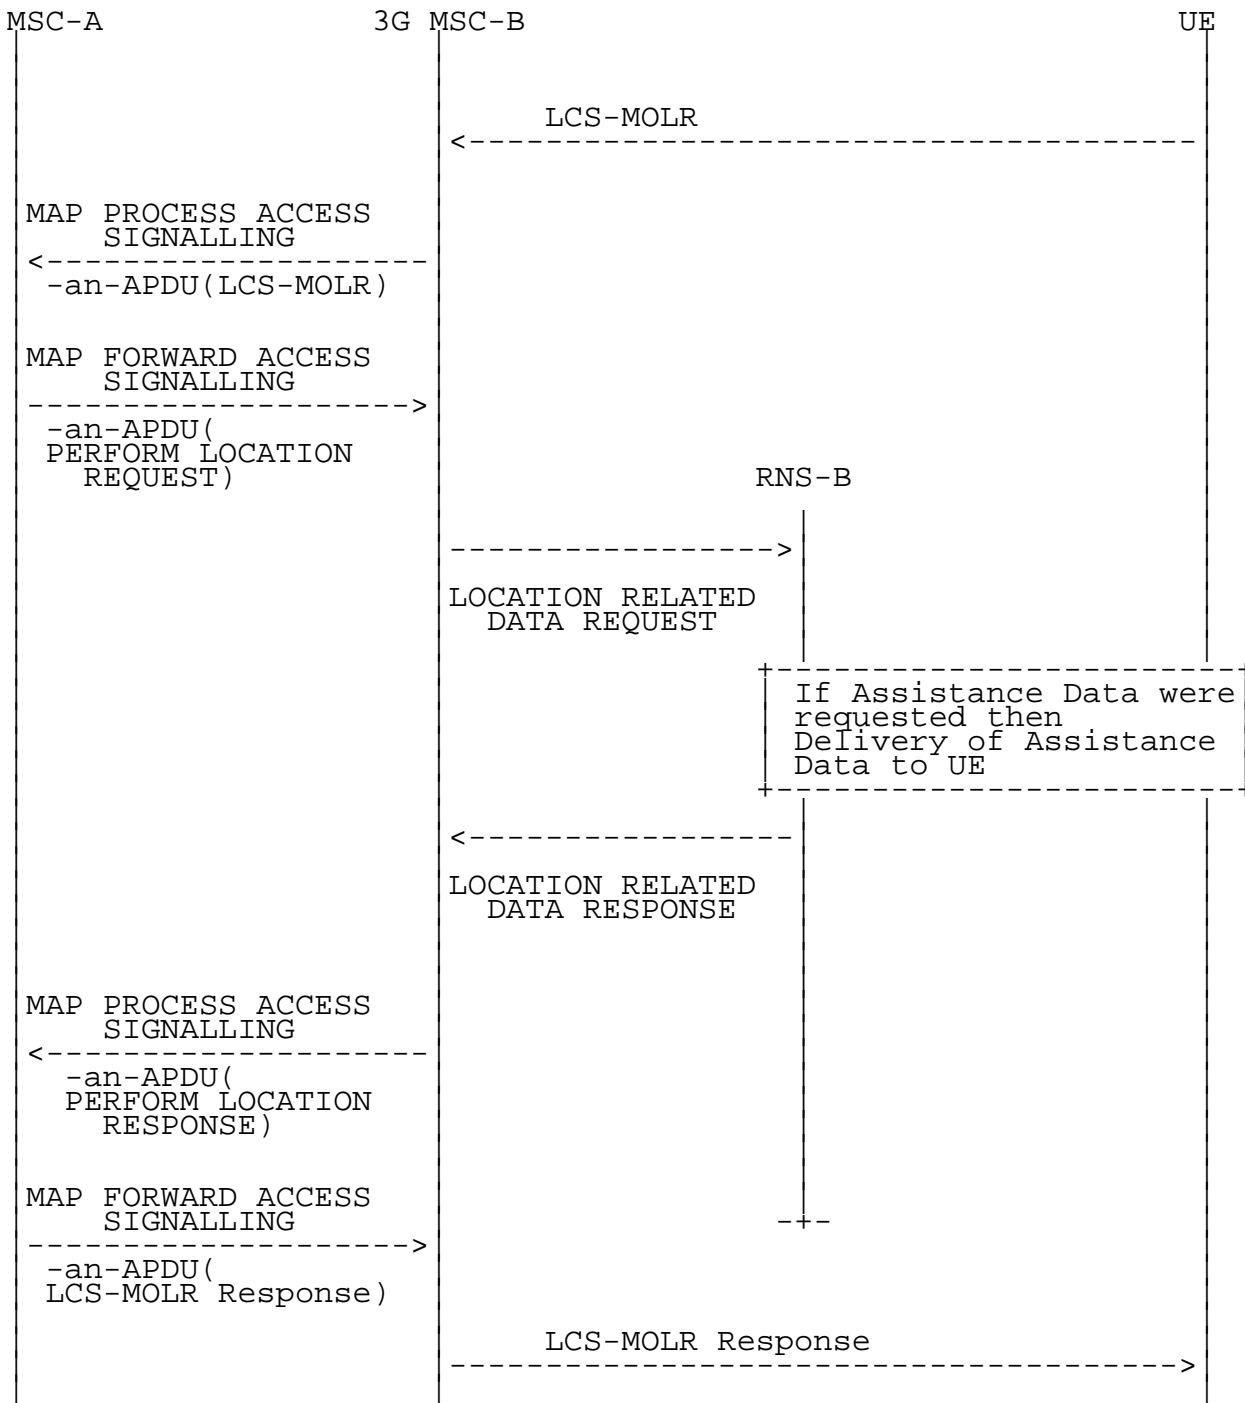 MSC-A 3G MSC-B UE
LCS-MOLR
MAP PROCESS ACCESS
SIGNALLING
-an-APDU(LCS-MOLR)
MAP FORWARD ACCESS
SIGNALLING
-an-APDU(
PERFORM LOCATION
REQUEST)
RNS-B
LOCATION RELATED
DATA REQUEST
If Assistance Data were
requested then
Delivery of Assistance
Data to UE
LOCATION RELATED
DATA RESPONSE
MAP PROCESS ACCESS
SIGNALLING
-an-APDU(
PERFORM LOCATION
RESPONSE)
MAP FORWARD ACCESS
SIGNALLING
-an-APDU(
LCS-MOLR Response)
LCS-MOLR Response